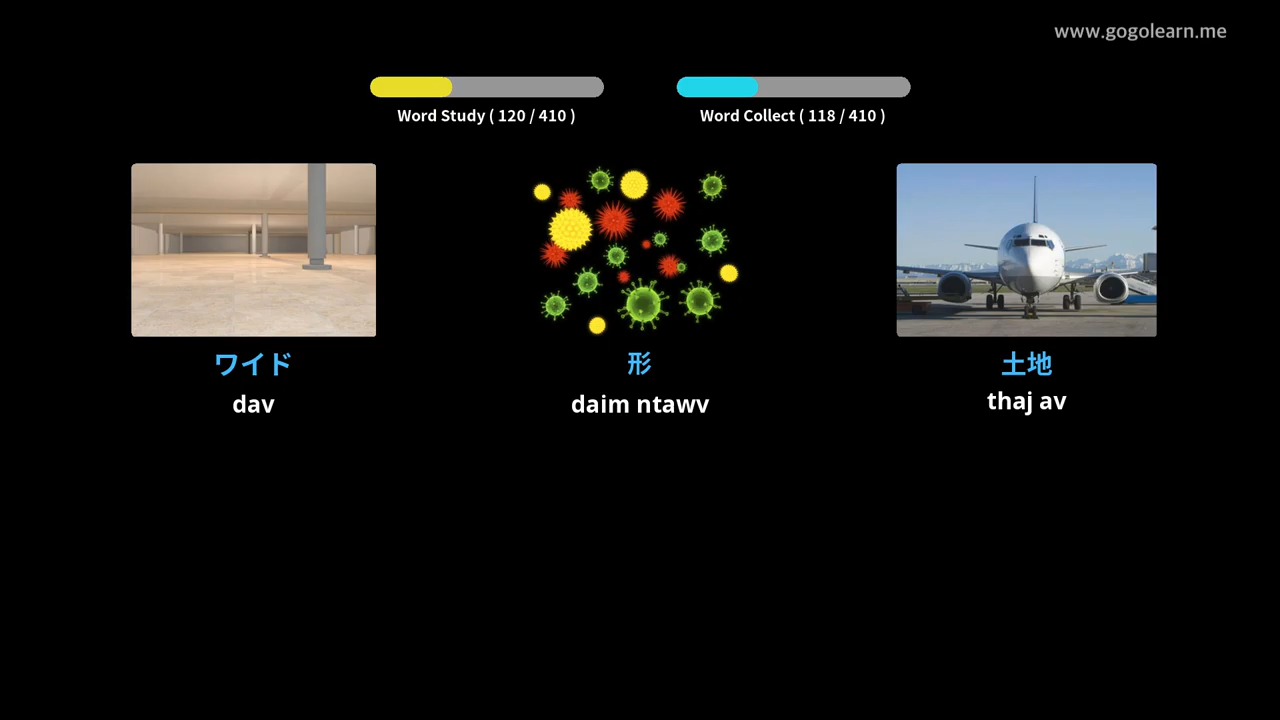 www.gogolearn.me
Word Study ( 120 / 410 )
Word Collect ( 118 / 410 )
ワイド
dav
形
daim ntawv
土地
thaj av